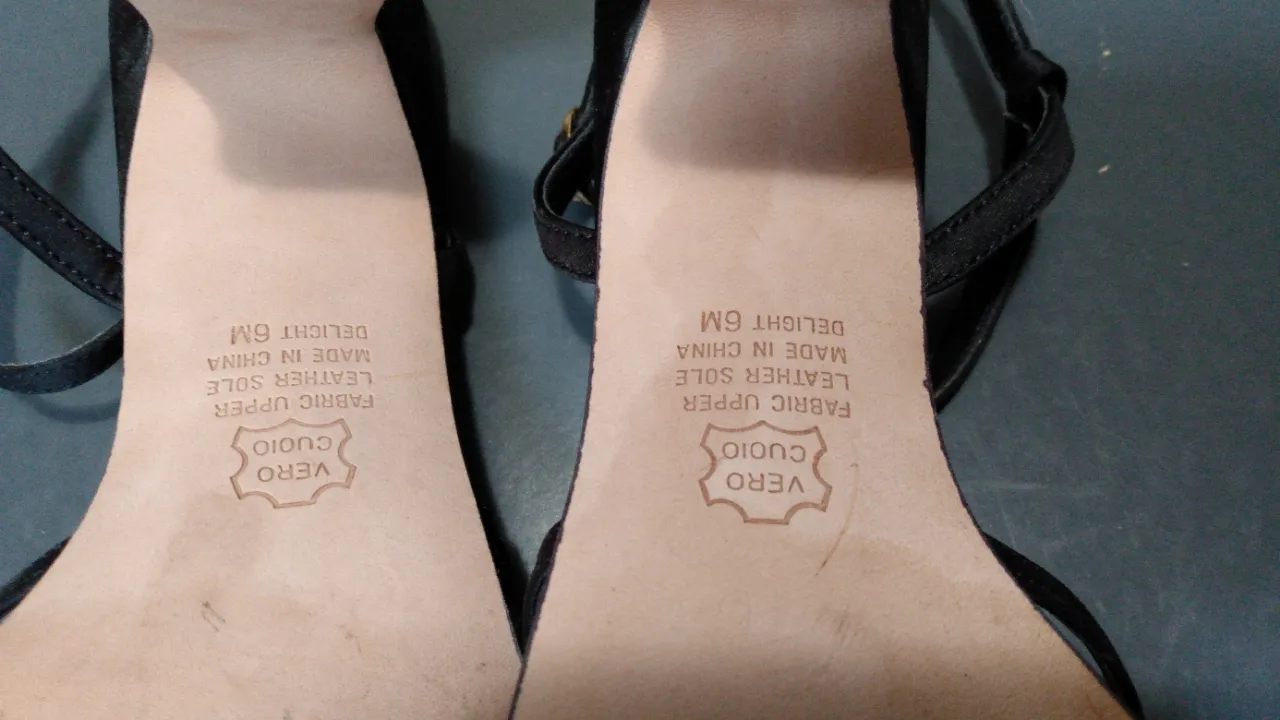 VERO
CUOIO
FABRIC UPPER
LEATHER SOLE
MADE IN CHINA
DELIGHT 6M
VERO
CUOIO
FABRIC UPPER
LEATHER SOLE
MADE IN CHINA
DELIGHT 6M